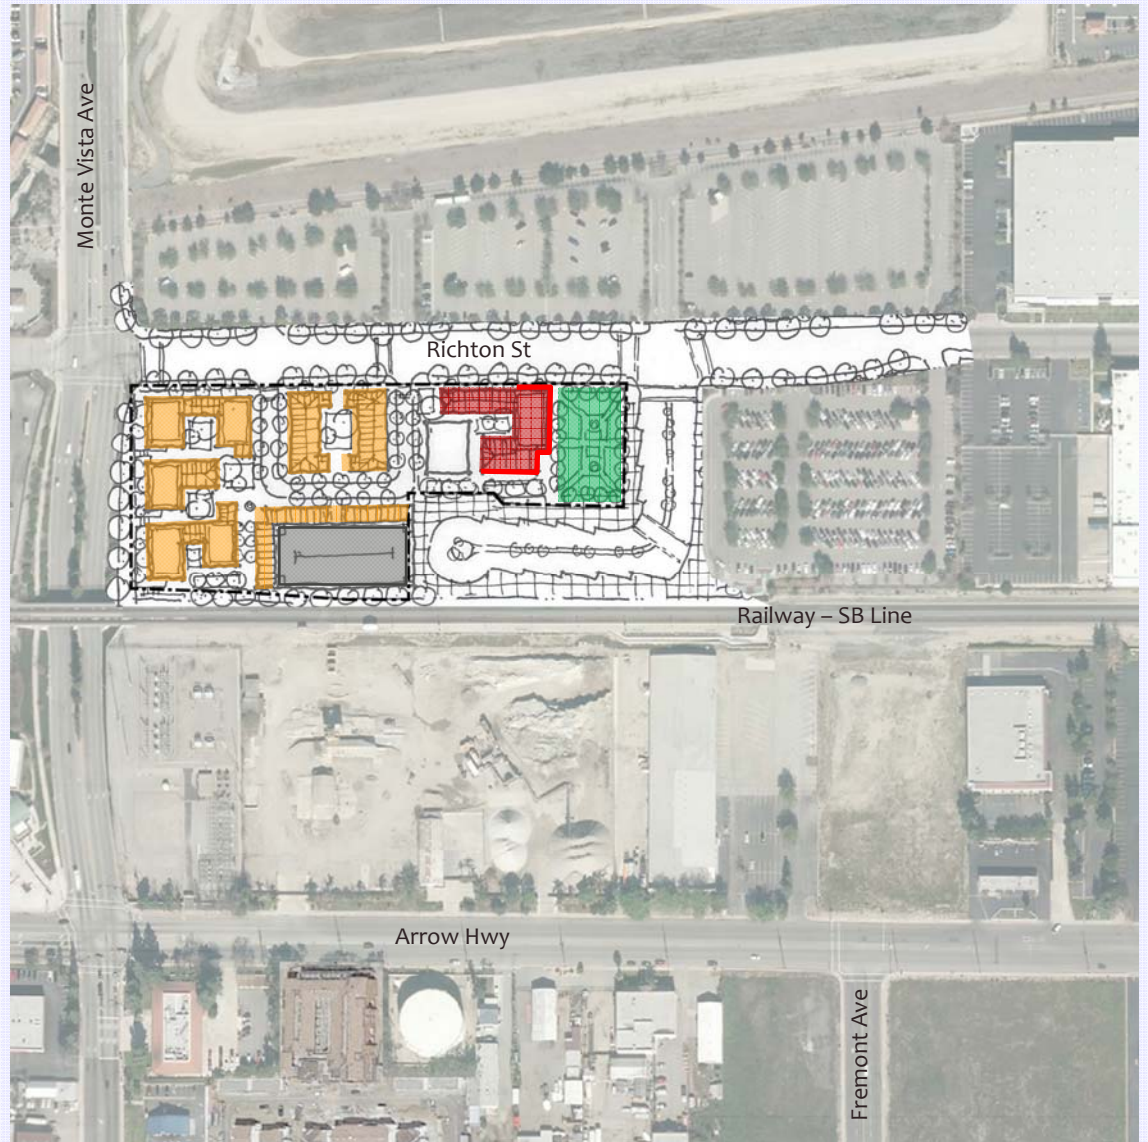 Monte Vista Ave
Richton St
Railway – SB Line
Arrow Hwy
Fremont Ave